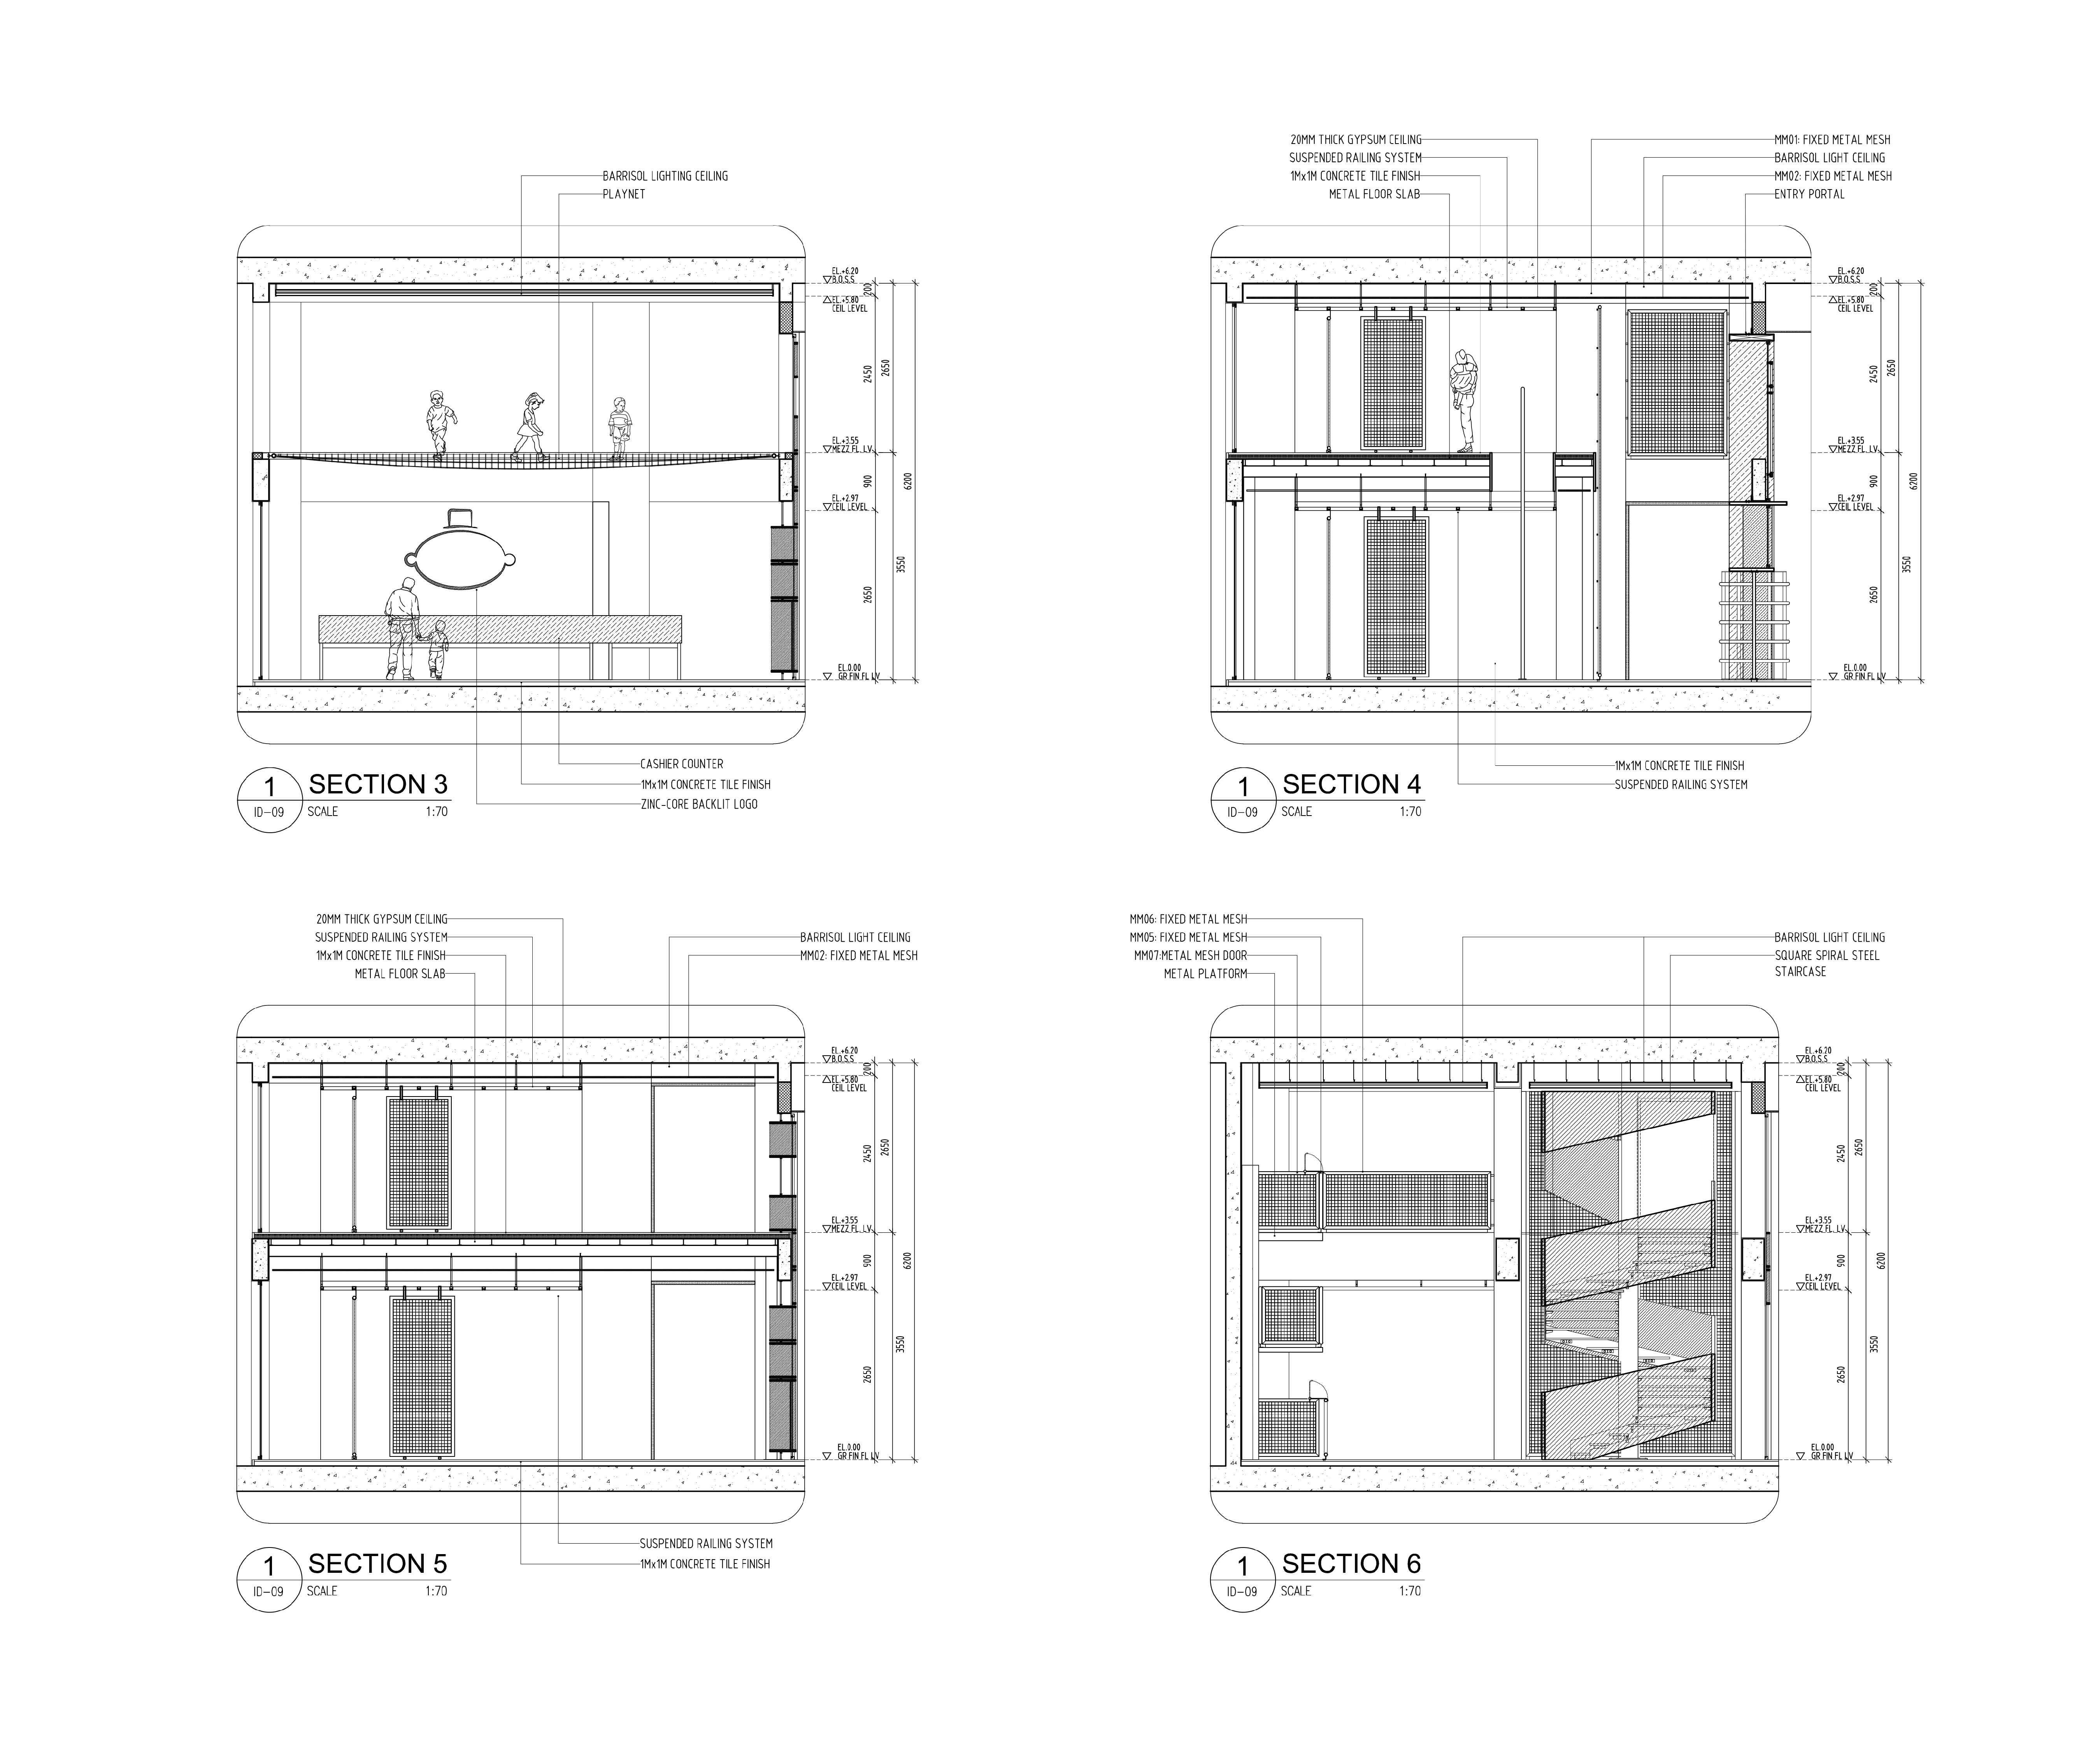 BARRISOL LIGHTING CEILING
PLAYNET
EL.+6.20
B.O.S.S
EL.+5.80
CEIL LEVEL
EL.+3.55
MEZZ FL. LV
EL.+2.97
CEIL LEVEL
EL.0.00
GR FIN FL LV
200
2450
2650
900
6200
3550
2650
CASHIER COUNTER
1Mx1M CONCRETE TILE FINISH
ZINC-CORE BACKLIT LOGO
1
ID-09
SECTION 3
SCALE 1:70
20MM THICK GYPSUM CEILING
SUSPENDED RAILING SYSTEM
1Mx1M CONCRETE TILE FINISH
METAL FLOOR SLAB
MM01: FIXED METAL MESH
BARRISOL LIGHT CEILING
MM02: FIXED METAL MESH
ENTRY PORTAL
EL.+6.20
B.O.S.S
EL.+5.80
CEIL LEVEL
EL.+3.55
MEZZ FL. LV
EL.+2.97
CEIL LEVEL
EL.0.00
GR FIN FL LV
200
2450
2650
900
6200
3550
2650
1Mx1M CONCRETE TILE FINISH
SUSPENDED RAILING SYSTEM
1
ID-09
SECTION 4
SCALE 1:70
20MM THICK GYPSUM CEILING
SUSPENDED RAILING SYSTEM
1Mx1M CONCRETE TILE FINISH
METAL FLOOR SLAB
BARRISOL LIGHT CEILING
MM02: FIXED METAL MESH
EL.+6.20
B.O.S.S
EL.+5.80
CEIL LEVEL
EL.+3.55
MEZZ FL. LV
EL.+2.97
CEIL LEVEL
EL.0.00
GR FIN FL LV
200
2450
2650
900
6200
3550
2650
SUSPENDED RAILING SYSTEM
1Mx1M CONCRETE TILE FINISH
1
ID-09
SECTION 5
SCALE 1:70
MM06: FIXED METAL MESH
MM05: FIXED METAL MESH
MM07:METAL MESH DOOR
METAL PLATFORM
BARRISOL LIGHT CEILING
SQUARE SPIRAL STEEL
STAIRCASE
EL.+6.20
B.O.S.S
EL.+5.80
CEIL LEVEL
EL.+3.55
MEZZ FL. LV
EL.+2.97
CEIL LEVEL
EL.0.00
GR FIN FL LV
200
2450
2650
900
6200
3550
2650
1
ID-09
SECTION 6
SCALE 1:70